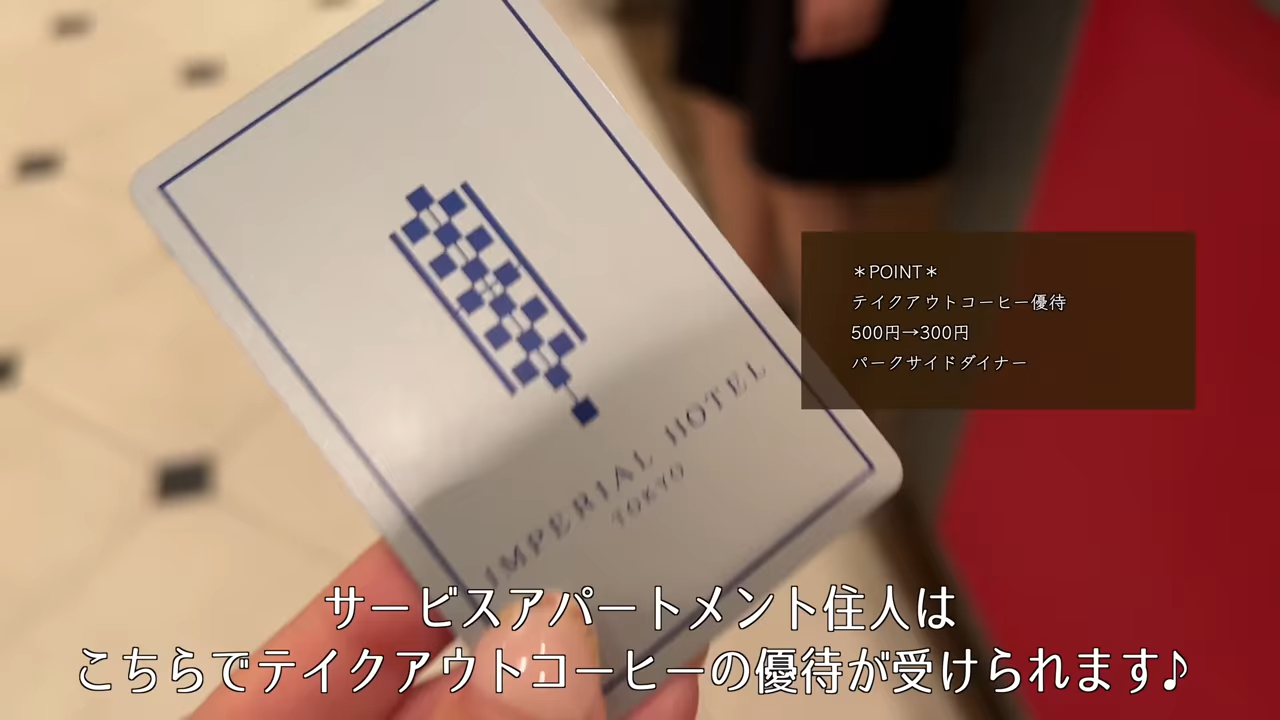 IMPERIAL HOTEL
TOKYO
＊POINT＊
テイクアウトコーヒー優待
500円→300円
パークサイドダイナー
サービスアパートメント住人は
こちらでテイクアウトコーヒーの優待が受けられます♪